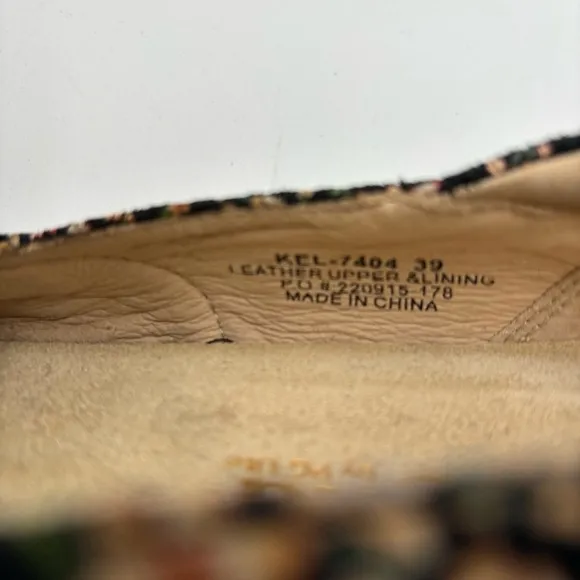 KEL-7404 39
LEATHER UPPER &LINING
P.O # 220915-178
MADE IN CHINA